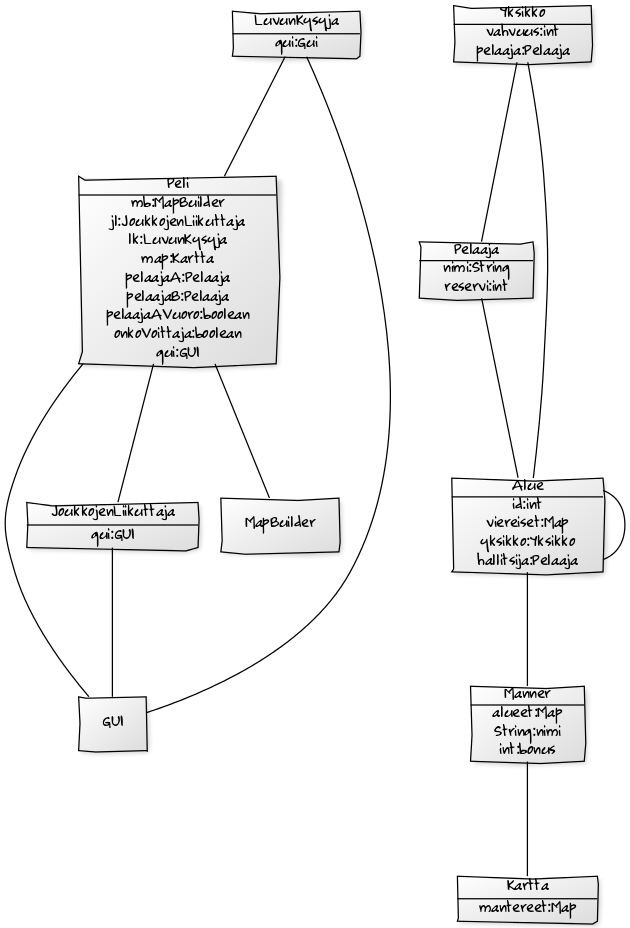 LuvunKysyja
gui:Gui
Yksikko
vahvuus:int
pelaaja:Pelaaja
Peli
mb:MapBuilder
jl:JoukkojenLiikuttaja
lk:LuvunKysyja
map:Kartta
pelaajaA:Pelaaja
pelaajaB:Pelaaja
pelaajaAVuoro:boolean
onkoVoittaja:boolean
gui:GUI
Pelaaja
nimi:String
reservi:int
JoukkojenLiikuttaja
gui:GUI
MapBuilder
Alue
id:int
viereiset:Map
yksikko:Yksikko
hallitsija:Pelaaja
GUI
Manner
alueet:Map
String:nimi
int:bonus
Kartta
mantereet:Map